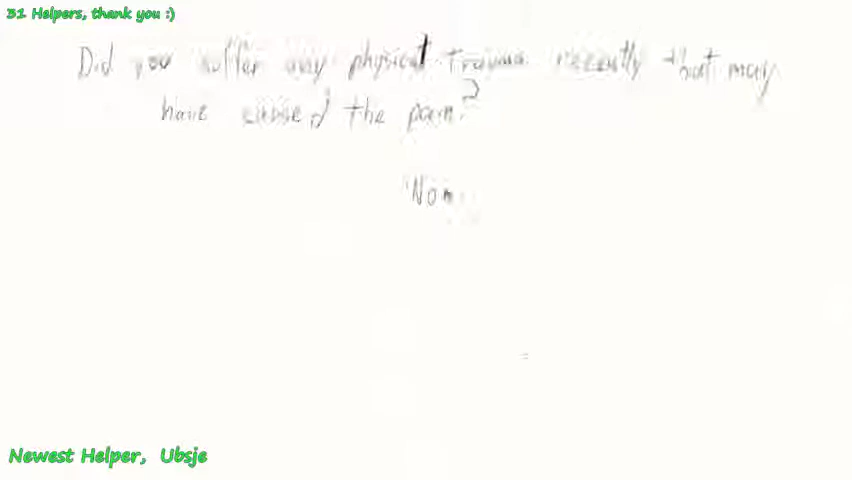 31 Helpers, thank you :)
Did you suffer any physical trauma recently that may
have caused the pain?
Non
Newest Helper, Ubsje